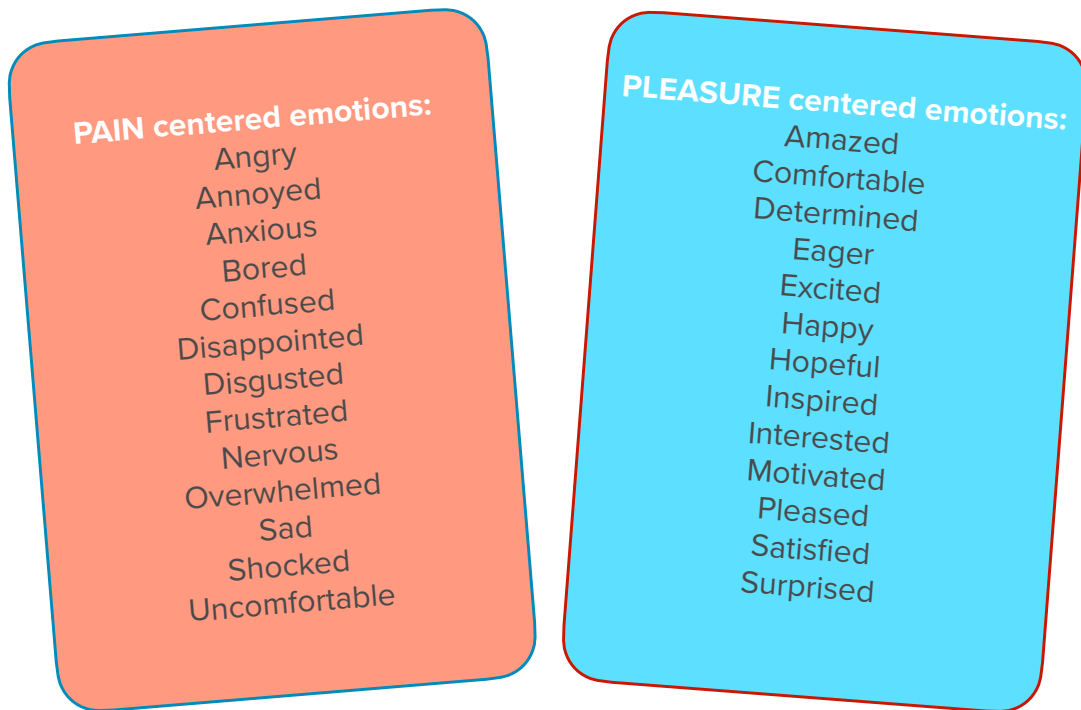 PAIN centered emotions:
Angry
Annoyed
Anxious
Bored
Confused
Disappointed
Disgusted
Frustrated
Nervous
Overwhelmed
Sad
Shocked
Uncomfortable
PLEASURE centered emotions:
Amazed
Comfortable
Determined
Eager
Excited
Happy
Hopeful
Inspired
Interested
Motivated
Pleased
Satisfied
Surprised